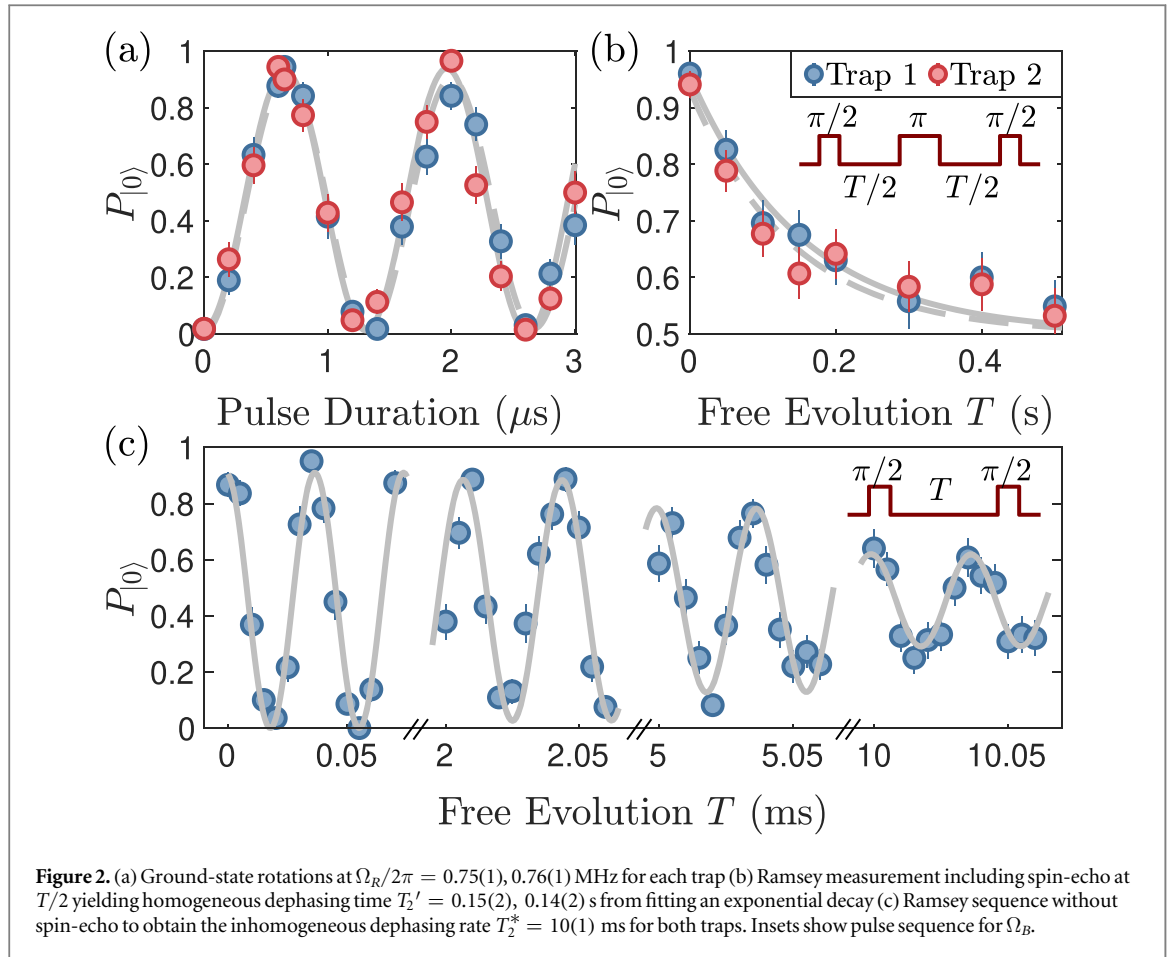 (a)
1
0.8
0.6
0.4
0.2
0
P|0⟩
0 1 2 3
Pulse Duration (μs)
(b)
1
0.9
0.8
0.7
0.6
0.5
P|0⟩
Trap 1 Trap 2
π/2 π π/2
T/2 T/2
0 0.2 0.4
Free Evolution T (s)
(c)
1
0.8
0.6
0.4
0.2
0
P|0⟩
π/2 T π/2
0 0.05 2 2.05 5 5.05 10 10.05
Free Evolution T (ms)
Figure 2. (a) Ground-state rotations at Ω_R/2π = 0.75(1), 0.76(1) MHz for each trap (b) Ramsey measurement including spin-echo at
T/2 yielding homogeneous dephasing time T₂′ = 0.15(2), 0.14(2) s from fitting an exponential decay (c) Ramsey sequence without
spin-echo to obtain the inhomogeneous dephasing rate T₂* = 10(1) ms for both traps. Insets show pulse sequence for Ω_B.